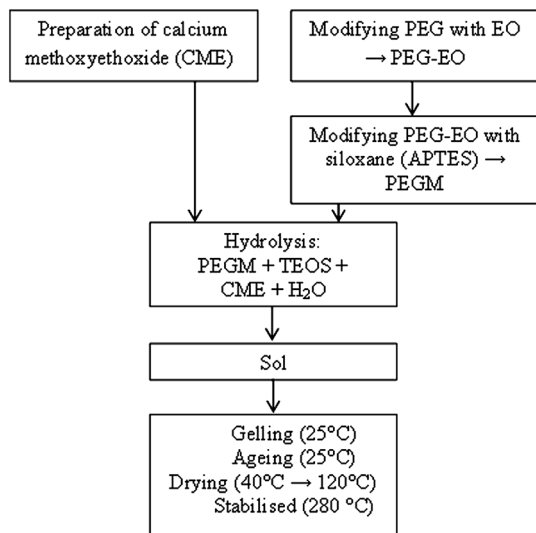 Preparation of calcium
methoxyethoxide (CME)
Modifying PEG with EO
→ PEG-EO
Modifying PEG-EO with
siloxane (APTES) →
PEGM
Hydrolysis:
PEGM + TEOS +
CME + H₂O
Sol
Gelling (25°C)
Ageing (25°C)
Drying (40°C → 120°C)
Stabilised (280 °C)